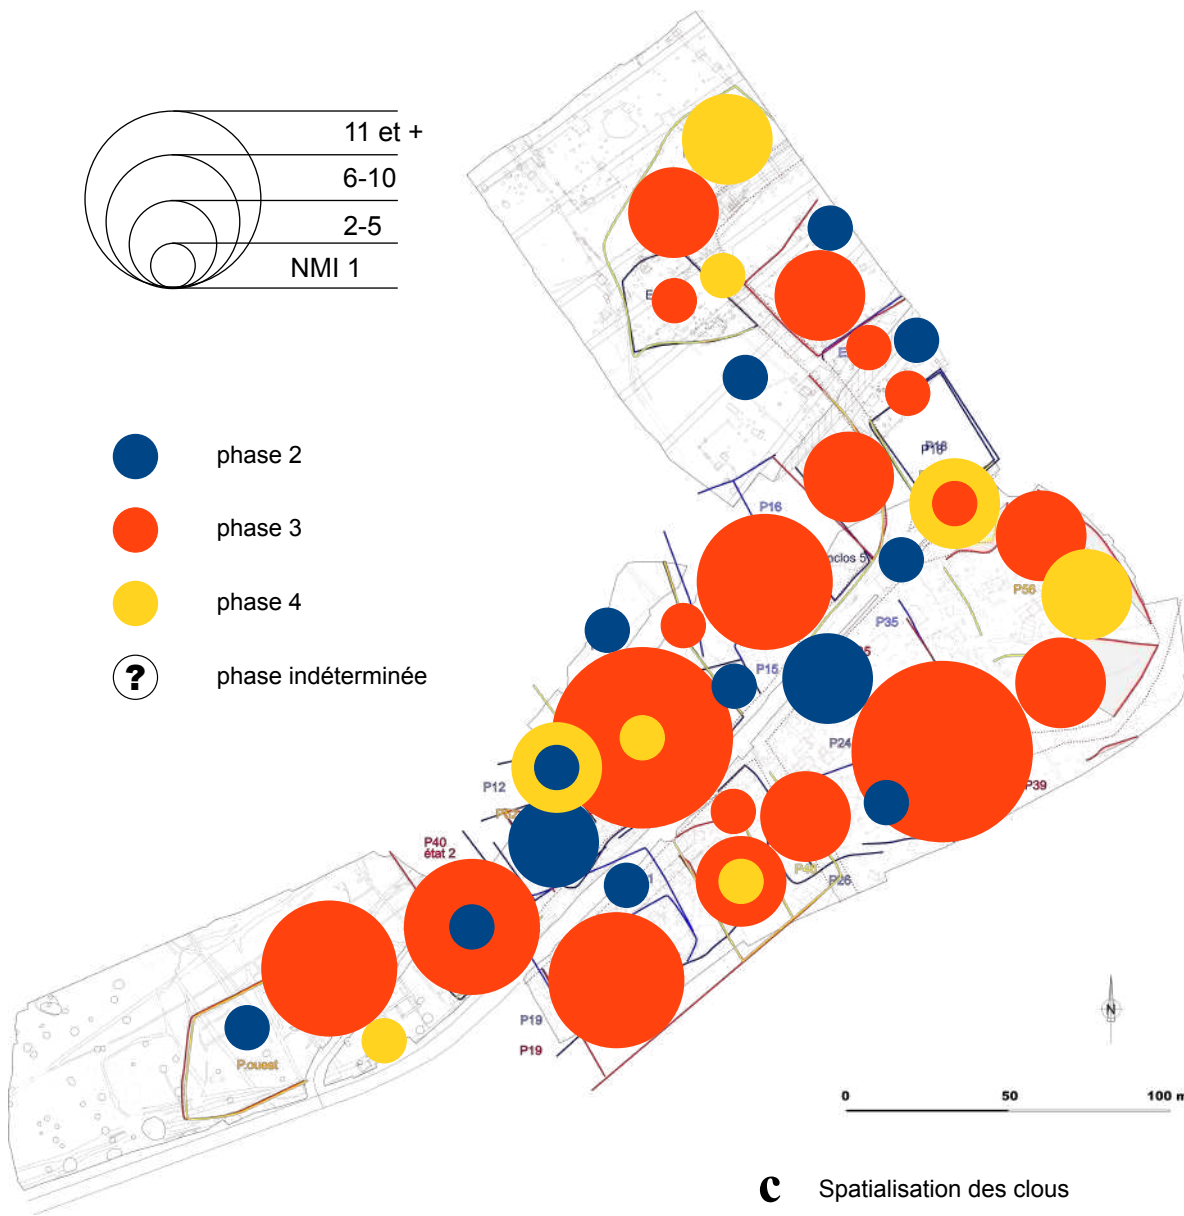 11 et +
6-10
2-5
NMI 1
phase 2
phase 3
phase 4
? phase indéterminée
P18
P16
P56
P35
P15
P24
P39
P12
P40
état 2
P26
P19
P19
P.ouest
N
0 50 100 m
c Spatialisation des clous